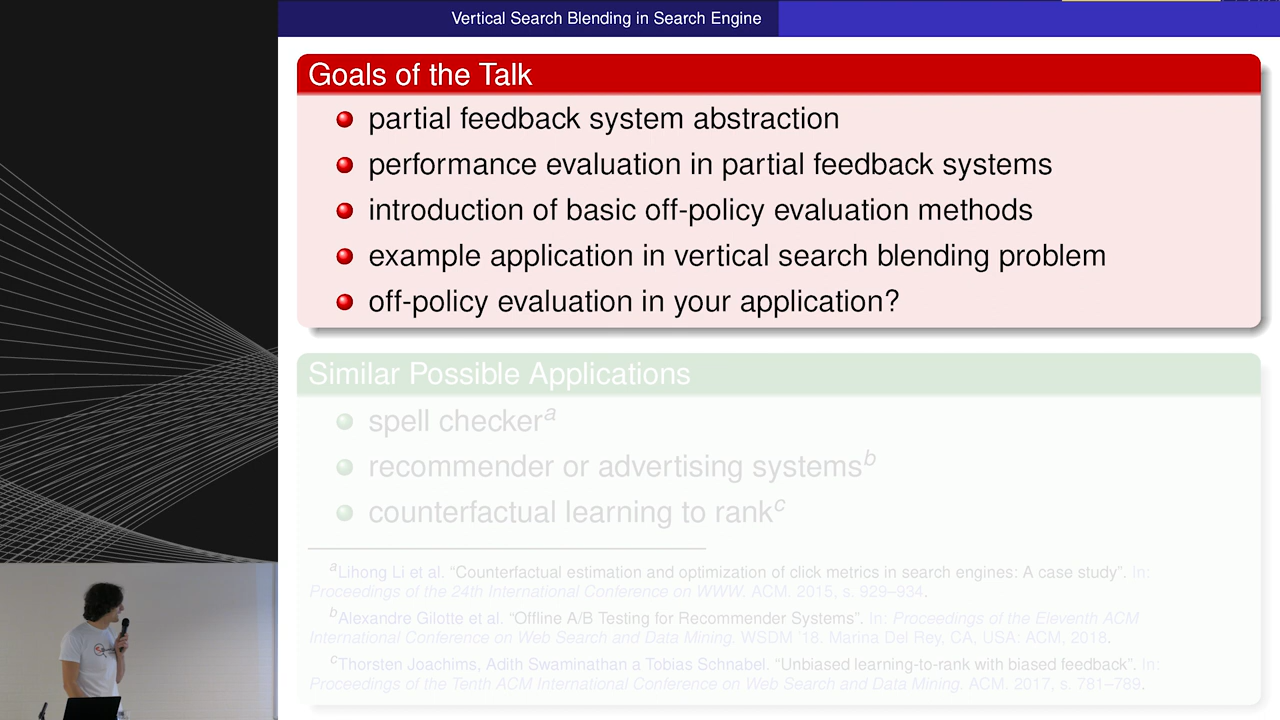 Vertical Search Blending in Search Engine
Goals of the Talk
partial feedback system abstraction
performance evaluation in partial feedback systems
introduction of basic off-policy evaluation methods
example application in vertical search blending problem
off-policy evaluation in your application?
Similar Possible Applications
spell checkerᵃ
recommender or advertising systemsᵇ
counterfactual learning to rankᶜ
ᵃLihong Li et al. “Counterfactual estimation and optimization of click metrics in search engines: A case study”. In:
Proceedings of the 24th International Conference on WWW. ACM. 2015, s. 929–934.
ᵇAlexandre Gilotte et al. “Offline A/B Testing for Recommender Systems”. In: Proceedings of the Eleventh ACM
International Conference on Web Search and Data Mining. WSDM '18. Marina Del Rey, CA, USA: ACM, 2018.
ᶜThorsten Joachims, Adith Swaminathan a Tobias Schnabel. “Unbiased learning-to-rank with biased feedback”. In:
Proceedings of the Tenth ACM International Conference on Web Search and Data Mining. ACM. 2017, s. 781–789.